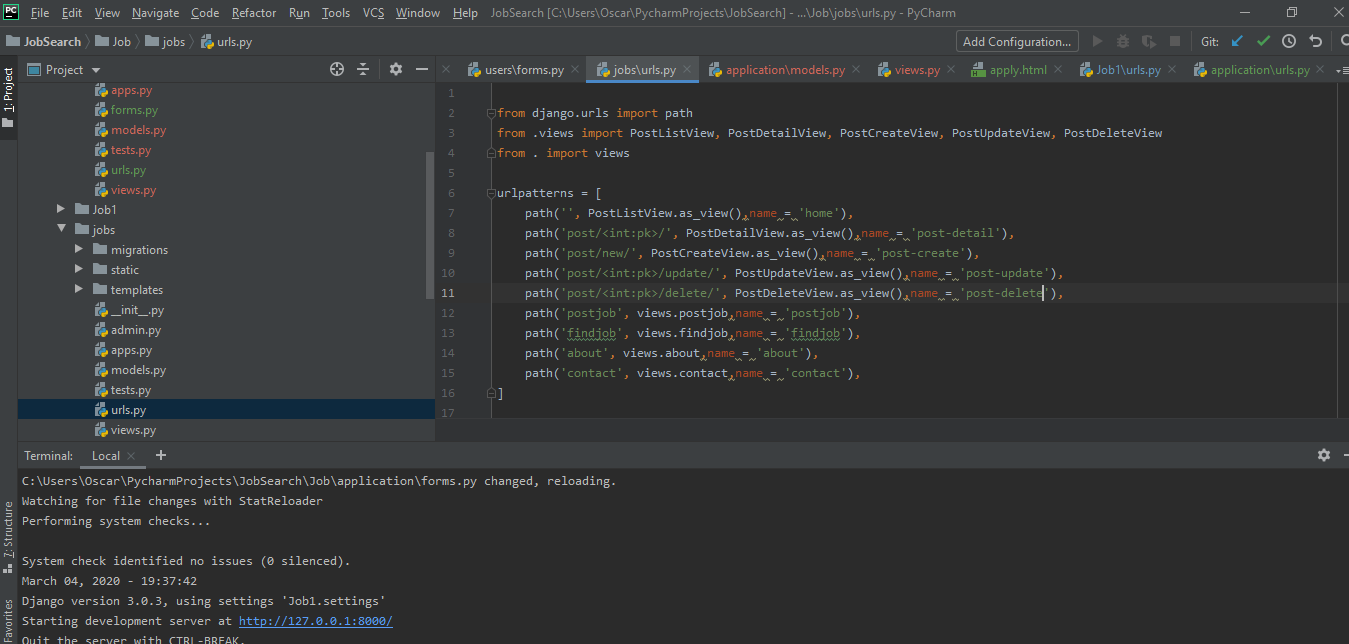 PC File Edit View Navigate Code Refactor Run Tools VCS Window Help JobSearch [C:\Users\Oscar\PycharmProjects\JobSearch] - ...\Job\jobs\urls.py - PyCharm
JobSearch Job jobs urls.py Add Configuration... Git:
1: Project
Project
users\forms.py jobs\urls.py application\models.py views.py apply.html Job1\urls.py application\urls.py
apps.py
forms.py
models.py
tests.py
urls.py
views.py
Job1
jobs
migrations
static
templates
__init__.py
admin.py
apps.py
models.py
tests.py
urls.py
views.py
1
2 from django.urls import path
3 from .views import PostListView, PostDetailView, PostCreateView, PostUpdateView, PostDeleteView
4 from . import views
5
6 urlpatterns = [
7 path('', PostListView.as_view(),name = 'home'),
8 path('post/<int:pk>/', PostDetailView.as_view(),name = 'post-detail'),
9 path('post/new/', PostCreateView.as_view(),name = 'post-create'),
10 path('post/<int:pk>/update/', PostUpdateView.as_view(),name = 'post-update'),
11 path('post/<int:pk>/delete/', PostDeleteView.as_view(),name = 'post-delete'),
12 path('postjob', views.postjob,name = 'postjob'),
13 path('findjob', views.findjob,name = 'findjob'),
14 path('about', views.about,name = 'about'),
15 path('contact', views.contact,name = 'contact'),
16 ]
17
Terminal: Local +
C:\Users\Oscar\PycharmProjects\JobSearch\Job\application\forms.py changed, reloading.
Watching for file changes with StatReloader
Performing system checks...
System check identified no issues (0 silenced).
March 04, 2020 - 19:37:42
Django version 3.0.3, using settings 'Job1.settings'
Starting development server at http://127.0.0.1:8000/
Quit the server with CTRL-BREAK.
7: Structure
Favorites